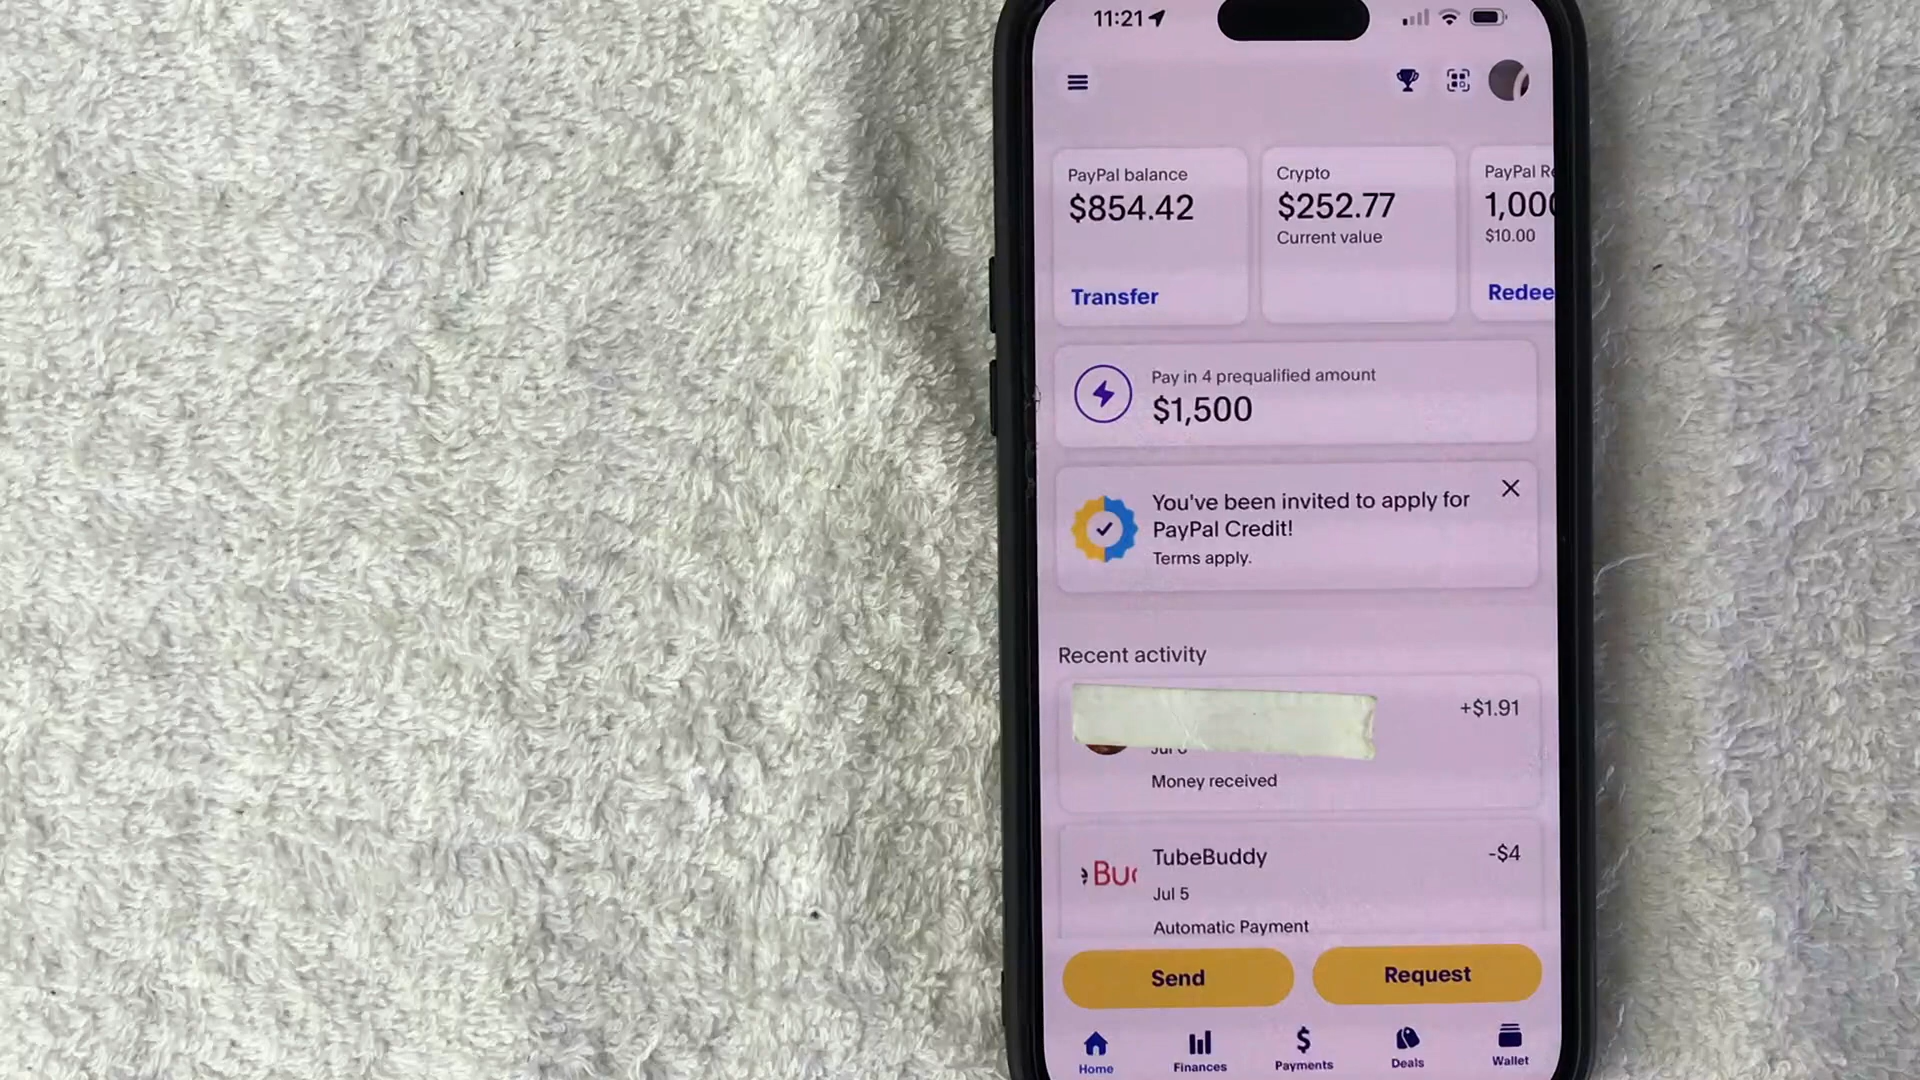 11:21
PayPal balance
$854.42
Transfer
Crypto
$252.77
Current value
PayPal
$10.00
Pay in 4 prequalified amount
$1,500
You've been invited to apply for
PayPal Credit!
Terms apply.
Recent activity
+$1.91
Money received
TubeBuddy
-$4
Jul 5
Automatic Payment
Send
Request
Home
Finances
Payments
Deals
Wallet